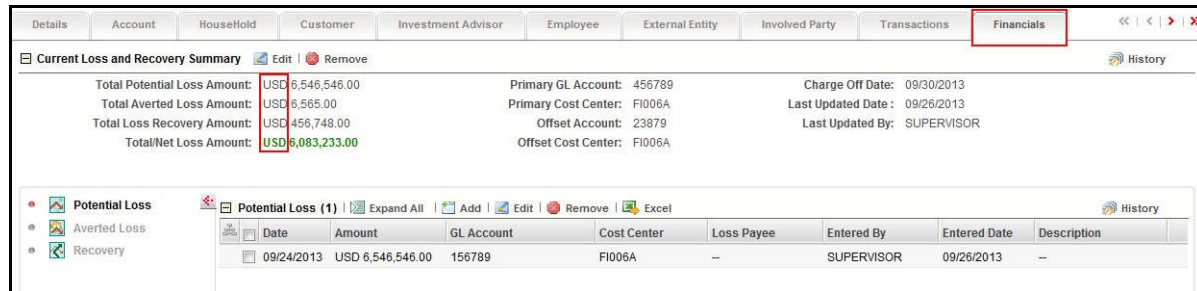 Details Account HouseHold Customer Investment Advisor Employee External Entity Involved Party Transactions Financials
Current Loss and Recovery Summary Edit | Remove History
Total Potential Loss Amount: USD 6,546,546.00 Primary GL Account: 456789 Charge Off Date: 09/30/2013
Total Averted Loss Amount: USD 6,565.00 Primary Cost Center: FI006A Last Updated Date : 09/26/2013
Total Loss Recovery Amount: USD 456,748.00 Offset Account: 23879 Last Updated By: SUPERVISOR
Total/Net Loss Amount: USD 6,083,233.00 Offset Cost Center: FI006A
Potential Loss Potential Loss (1) | Expand All | Add | Edit | Remove | Excel History
Averted Loss Date Amount GL Account Cost Center Loss Payee Entered By Entered Date Description
Recovery 09/24/2013 USD 6,546,546.00 156789 FI006A -- SUPERVISOR 09/26/2013 --